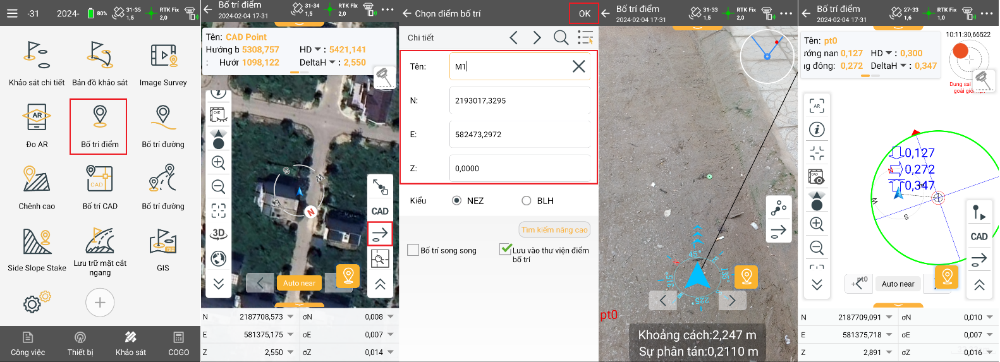 -31
2024-
80%
31-35
1,5
RTK Fix
2,0
Khảo sát chi tiết
Bản đồ khảo sát
Image Survey
AR
Đo AR
Bố trí điểm
Bố trí đường
Chênh cao
CAD
Bố trí CAD
Bố trí đường
Side Slope Stake
Lưu trữ mặt cắt
ngang
GIS
Công việc
Thiết bị
Khảo sát
COGO
Bố trí điểm
2024-02-04 17-31
31-34
1,5
RTK Fix
2,0
Tên: CAD Point
Hướng b 5308,757
HD : 5421,141
: Hướr 1098,122
DeltaH : 2,550
CAD
3D
S
W
E
N
CAD
Auto near
N 2187708,573 σN 0,008
E 581375,175 σE 0,007
Z 2,550 σZ 0,014
Chọn điểm bố trí
OK
Chi tiết
Tên: M1
N: 2193017,3295
E: 582473,2972
Z: 0,0000
Kiểu NEZ BLH
Tìm kiếm nâng cao
Bố trí song song
Lưu vào thư viện điểm
bố trí
Bố trí điểm
2024-02-04 17-31
31-33
1,5
RTK Fix
2,0
45°
135
225
pt0
Khoảng cách:2,247 m
Sự phân tán:0,2110 m
Bố trí điểm
2024-02-04 17-31
27-33
1,6
RTK Fix
1,0
Tên: pt0
ướng nan 0,127
HD : 0,300
ng đông: 0,272
DeltaH : 0,347
10:11:30,66522
Dung sai
goài giới
AR
CAD
0,127
0,272
0,347
N
W
S
CAD
pt0
Auto near
N 2187709,091 σN 0,010
E 581375,718 σE 0,007
Z 2,891 σZ 0,016